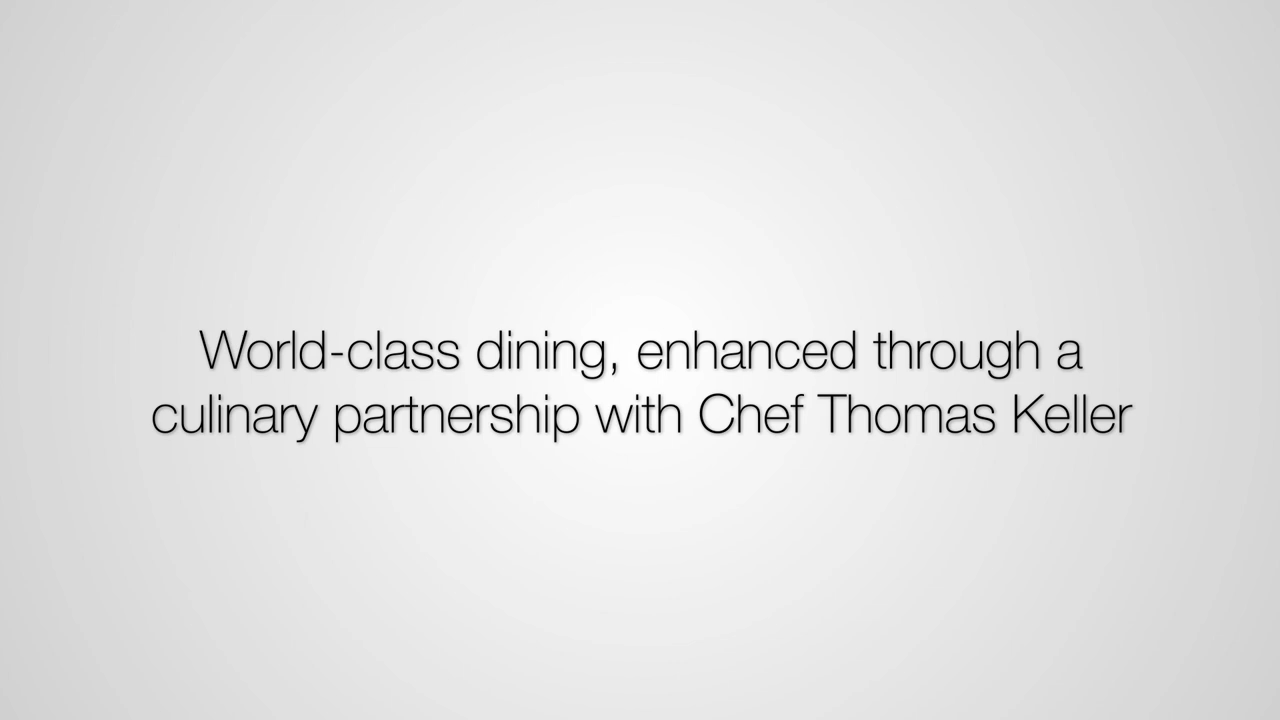 World-class dining, enhanced through a
culinary partnership with Chef Thomas Keller